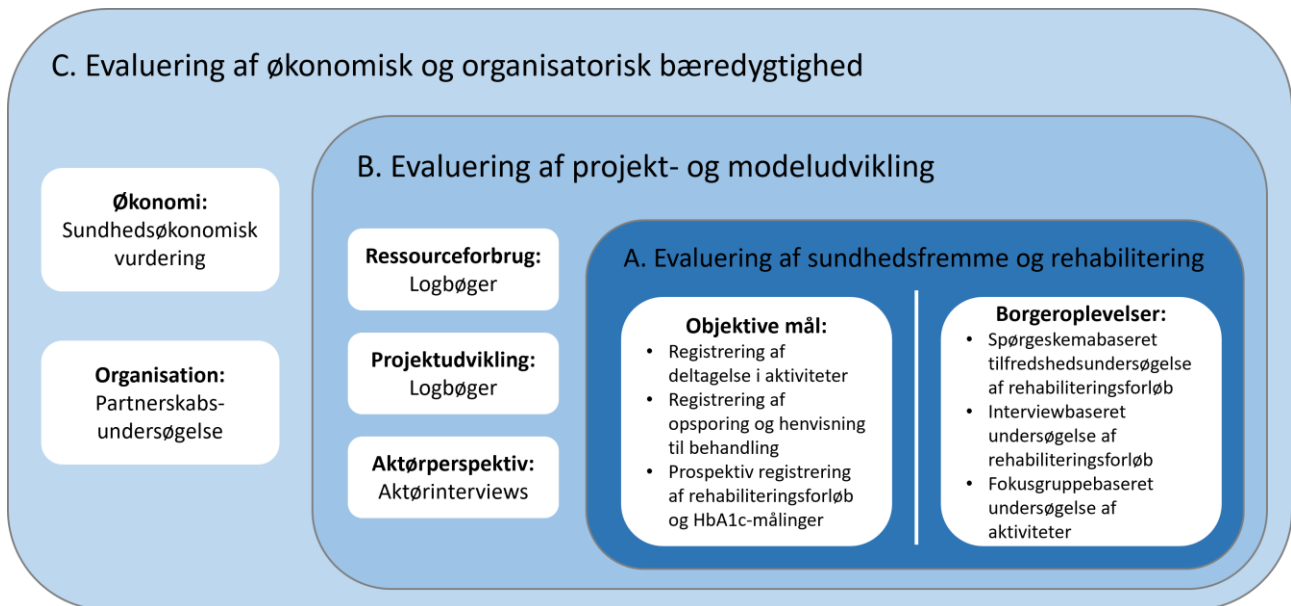 C. Evaluering af økonomisk og organisatorisk bæredygtighed
Økonomi:
Sundhedsøkonomisk
vurdering
Organisation:
Partnerskabs-
undersøgelse
B. Evaluering af projekt- og modeludvikling
Ressourceforbrug:
Logbøger
Projektudvikling:
Logbøger
Aktørperspektiv:
Aktørinterviews
A. Evaluering af sundhedsfremme og rehabilitering
Objektive mål:
• Registrering af
deltagelse i aktiviteter
• Registrering af
opsporing og henvisning
til behandling
• Prospektiv registrering
af rehabiliteringsforløb
og HbA1c-målinger
Borgeroplevelser:
• Spørgeskemabaseret
tilfredshedsundersøgelse
af rehabiliteringsforløb
• Interviewbaseret
undersøgelse af
rehabiliteringsforløb
• Fokusgruppebaseret
undersøgelse af
aktiviteter